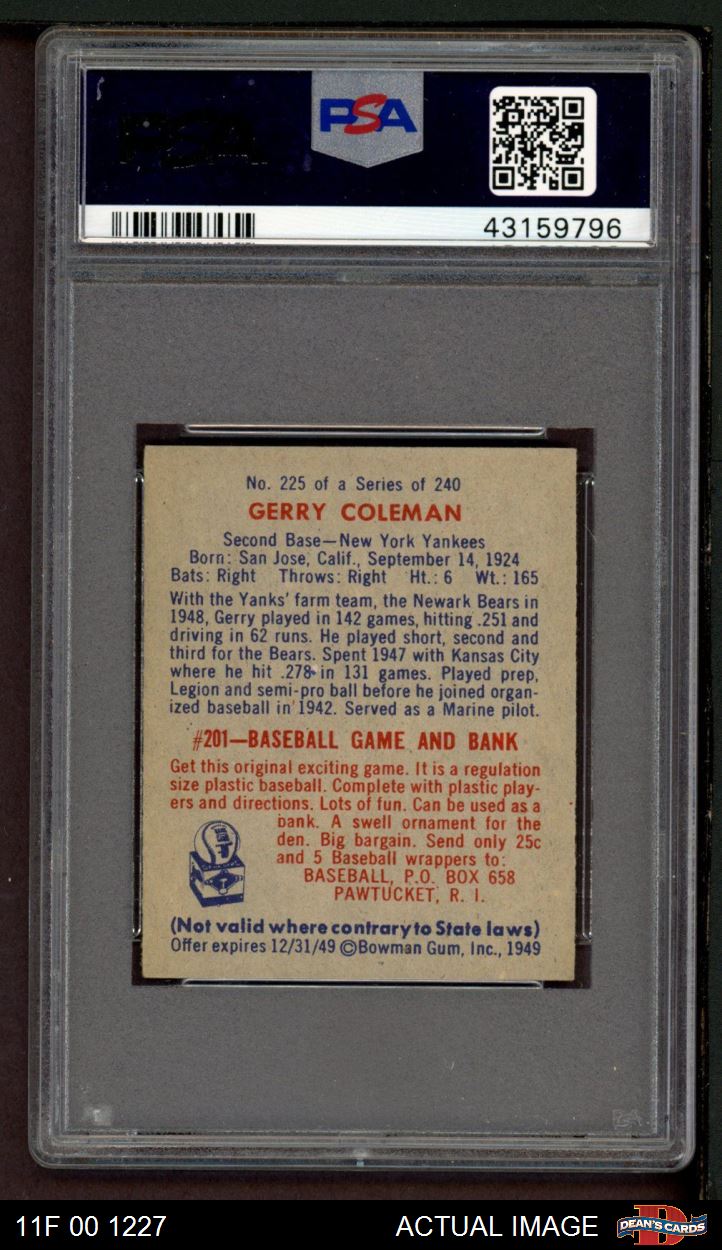 PSA
43159796
No. 225 of a Series of 240
GERRY COLEMAN
Second Base—New York Yankees
Born: San Jose, Calif., September 14, 1924
Bats: Right Throws: Right Ht.: 6 Wt.: 165
With the Yanks' farm team, the Newark Bears in
1948, Gerry played in 142 games, hitting .251 and
driving in 62 runs. He played short, second and
third for the Bears. Spent 1947 with Kansas City
where he hit .278 in 131 games. Played prep,
Legion and semi-pro ball before he joined organ-
ized baseball in 1942. Served as a Marine pilot.
#201—BASEBALL GAME AND BANK
Get this original exciting game. It is a regulation
size plastic baseball. Complete with plastic play-
ers and directions. Lots of fun. Can be used as a
bank. A swell ornament for the
den. Big bargain. Send only 25c
and 5 Baseball wrappers to:
BASEBALL, P.O. BOX 658
PAWTUCKET, R. I.
(Not valid where contrary to State laws)
Offer expires 12/31/49 ©Bowman Gum, Inc., 1949
PSA
11F 00 1227
ACTUAL IMAGE
DEAN'S CARDS